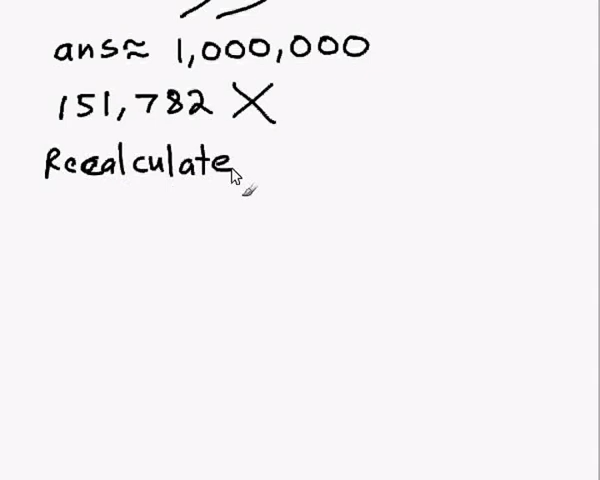 ans≈ 1,000,000
151,782 X
Recalculate